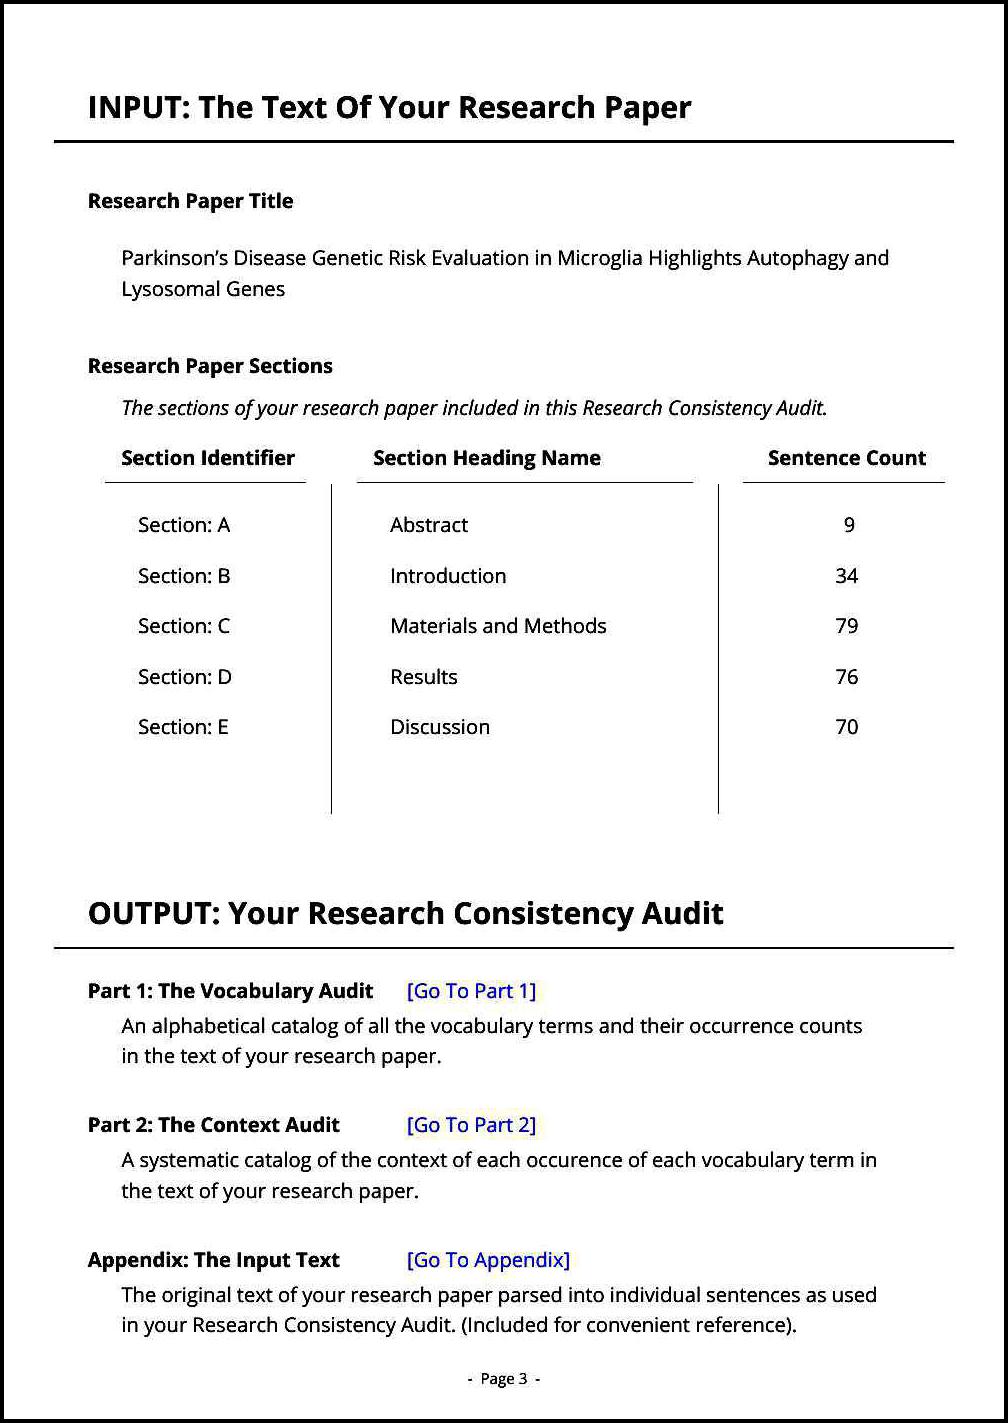 INPUT: The Text Of Your Research Paper
Research Paper Title
Parkinson’s Disease Genetic Risk Evaluation in Microglia Highlights Autophagy and
Lysosomal Genes
Research Paper Sections
The sections of your research paper included in this Research Consistency Audit.
Section Identifier Section Heading Name Sentence Count
Section: A Abstract 9
Section: B Introduction 34
Section: C Materials and Methods 79
Section: D Results 76
Section: E Discussion 70
OUTPUT: Your Research Consistency Audit
Part 1: The Vocabulary Audit [Go To Part 1]
An alphabetical catalog of all the vocabulary terms and their occurrence counts
in the text of your research paper.
Part 2: The Context Audit [Go To Part 2]
A systematic catalog of the context of each occurence of each vocabulary term in
the text of your research paper.
Appendix: The Input Text [Go To Appendix]
The original text of your research paper parsed into individual sentences as used
in your Research Consistency Audit. (Included for convenient reference).
- Page 3 -